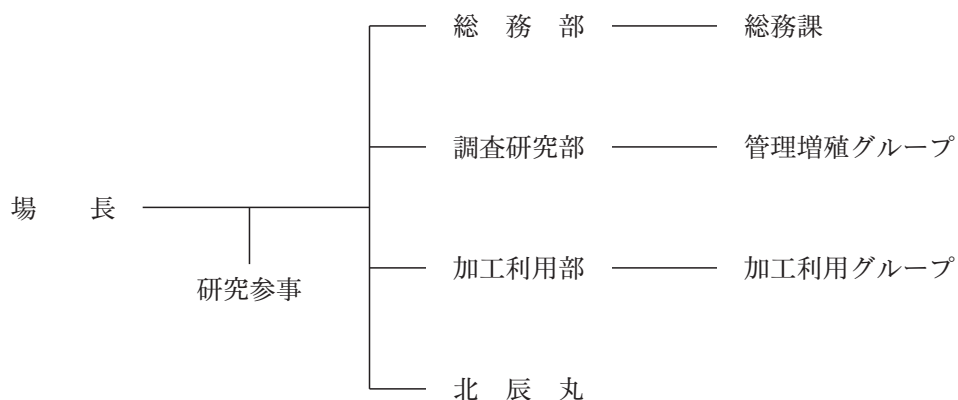 総務部 総務課
調査研究部 管理増殖グループ
場長
加工利用部 加工利用グループ
研究参事
北辰丸